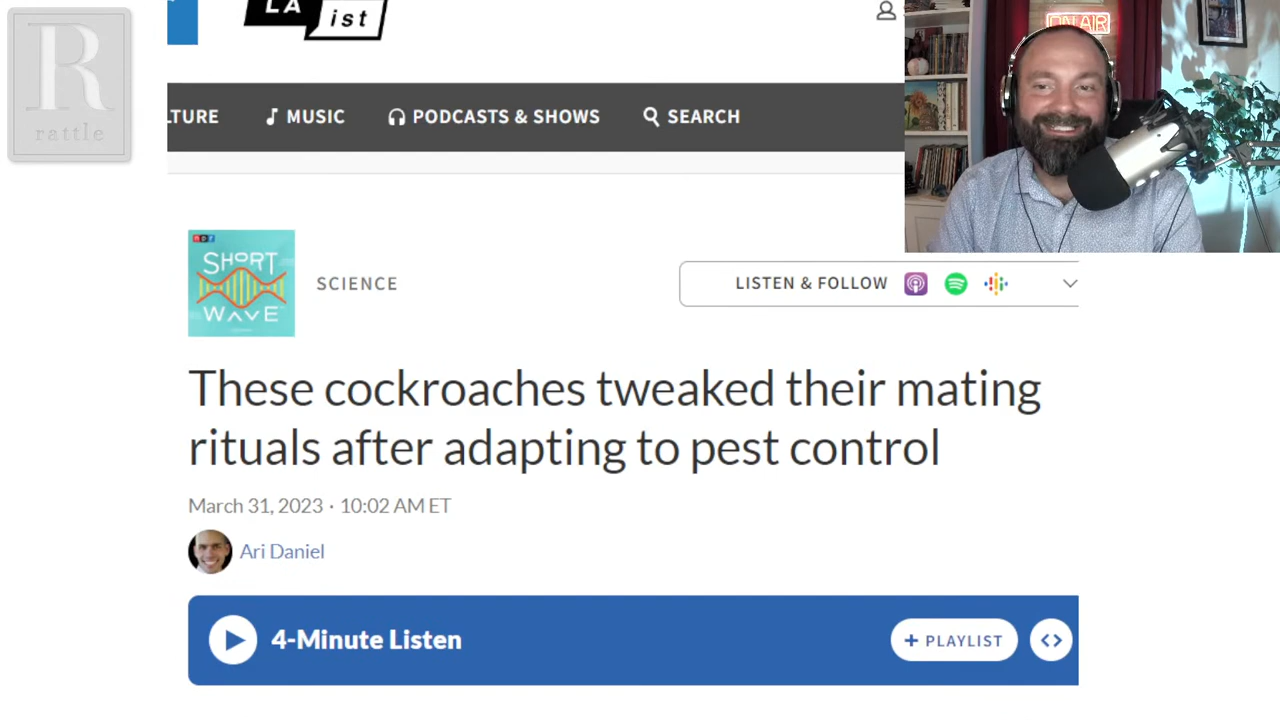 R
rattle
LA
ist
ON AIR
LTURE
MUSIC
PODCASTS & SHOWS
SEARCH
npr
SHORT
WAVE
SCIENCE
LISTEN & FOLLOW
These cockroaches tweaked their mating
rituals after adapting to pest control
March 31, 2023 · 10:02 AM ET
Ari Daniel
4-Minute Listen
+ PLAYLIST
<>